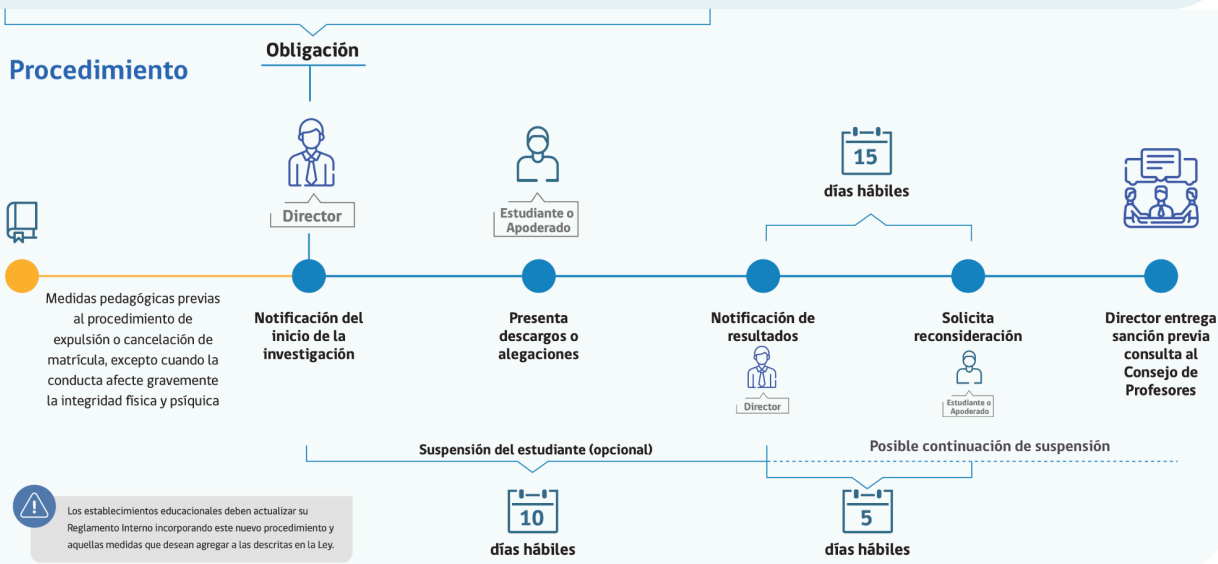 Procedimiento
Obligación
Director
Estudiante o
Apoderado
15
días hábiles
Medidas pedagógicas previas
al procedimiento de
expulsión o cancelación de
matrícula, excepto cuando la
conducta afecte gravemente
la integridad física y psíquica
Notificación del
inicio de la
investigación
Presenta
descargos o
alegaciones
Notificación de
resultados
Director
Solicita
reconsideración
Estudiante o
Apoderado
Director entrega
sanción previa
consulta al
Consejo de
Profesores
Suspensión del estudiante (opcional)
Posible continuación de suspensión
10
días hábiles
5
días hábiles
Los establecimientos educacionales deben actualizar su
Reglamento Interno incorporando este nuevo procedimiento y
aquellas medidas que desean agregar a las descritas en la Ley.